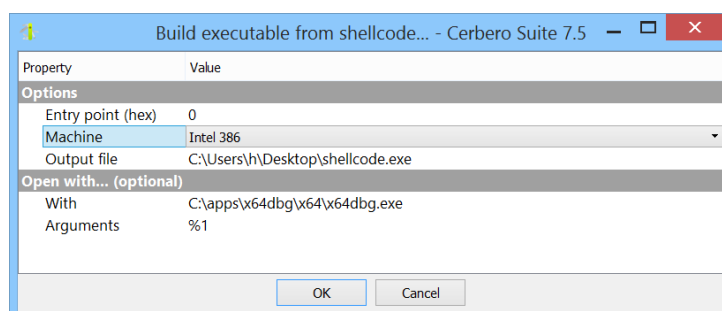 Build executable from shellcode... - Cerbero Suite 7.5
Property Value
Options
Entry point (hex) 0
Machine Intel 386
Output file C:\Users\h\Desktop\shellcode.exe
Open with... (optional)
With C:\apps\x64dbg\x64\x64dbg.exe
Arguments %1
OK Cancel